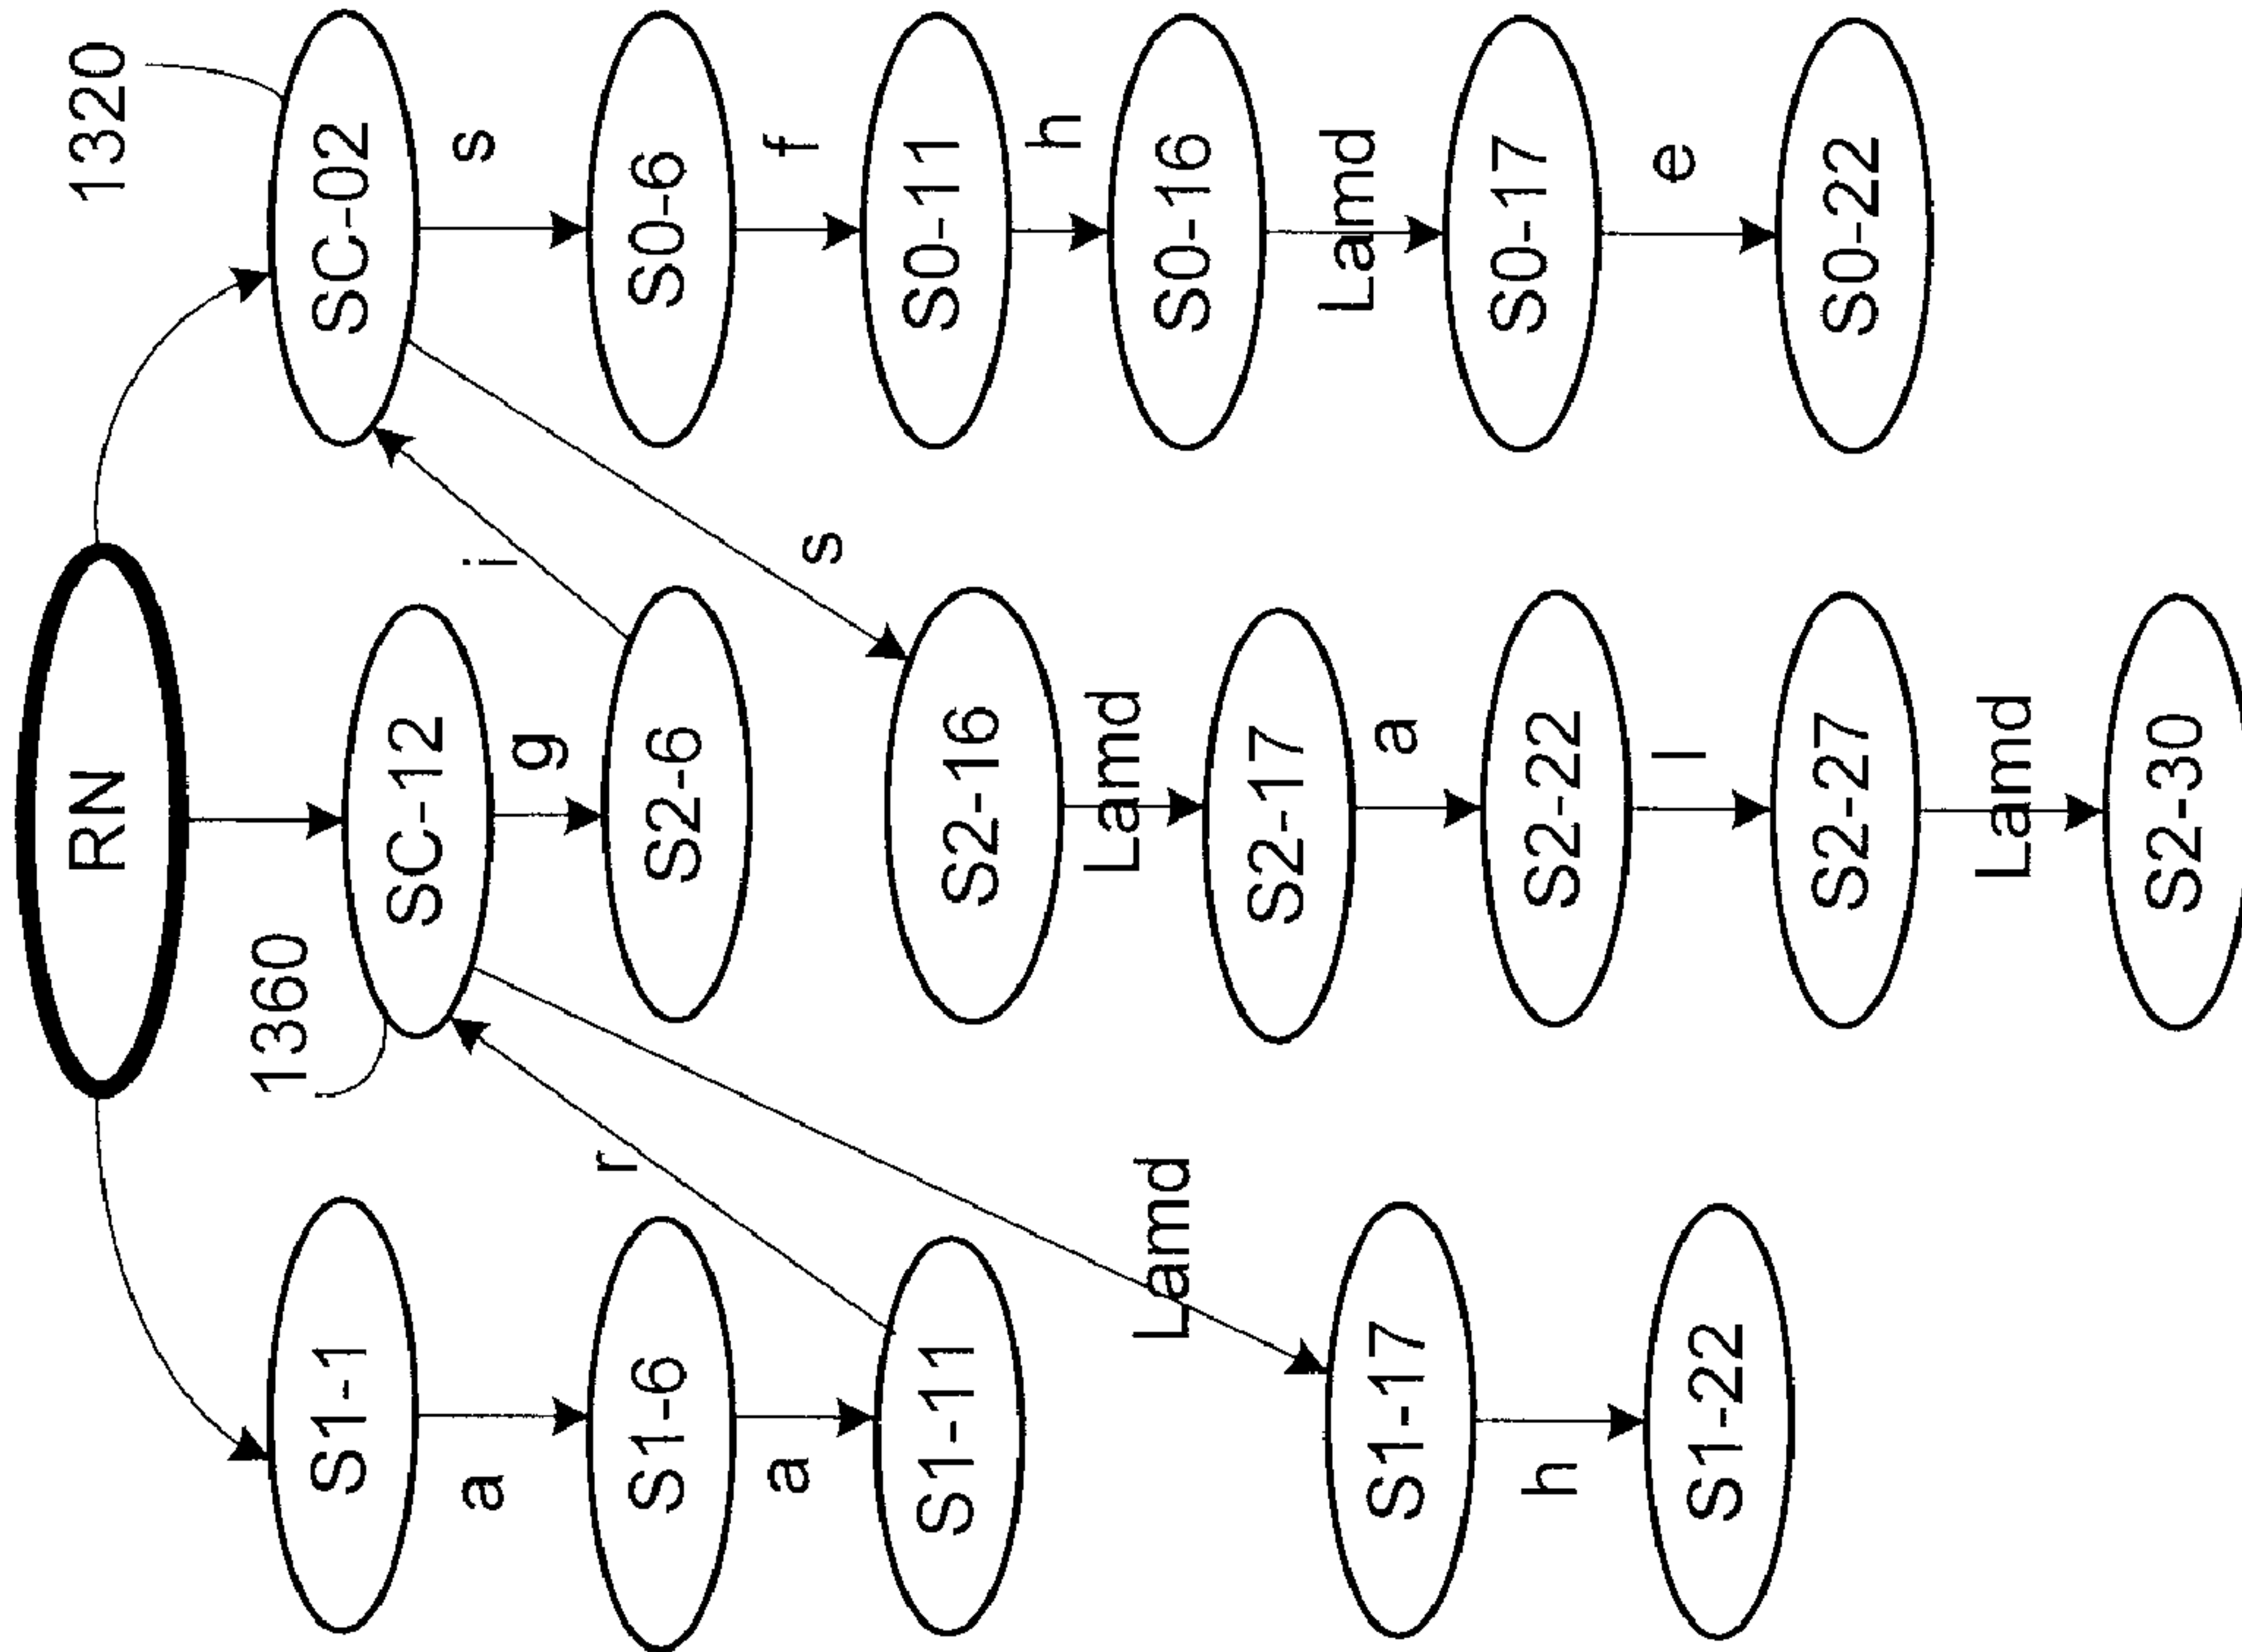 RN
1320
1360
S1-1
SC-02
SC-12
a
i
s
g
r
S1-6
S2-6
S0-6
a
f
s
S1-11
S2-16
S0-11
h
Lamd
Lamd
S0-16
S2-17
Lamd
S1-17
a
S0-17
h
S2-22
e
l
S1-22
S2-27
S0-22
Lamd
S2-30